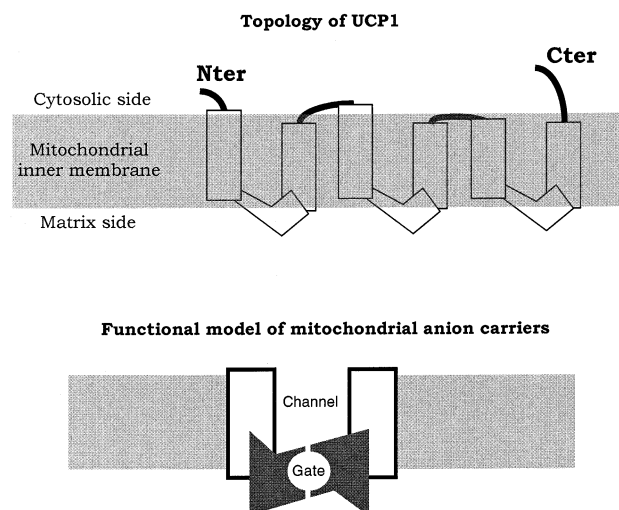 Topology of UCP1
Nter
Cter
Cytosolic side
Mitochondrial
inner membrane
Matrix side
Functional model of mitochondrial anion carriers
Channel
Gate